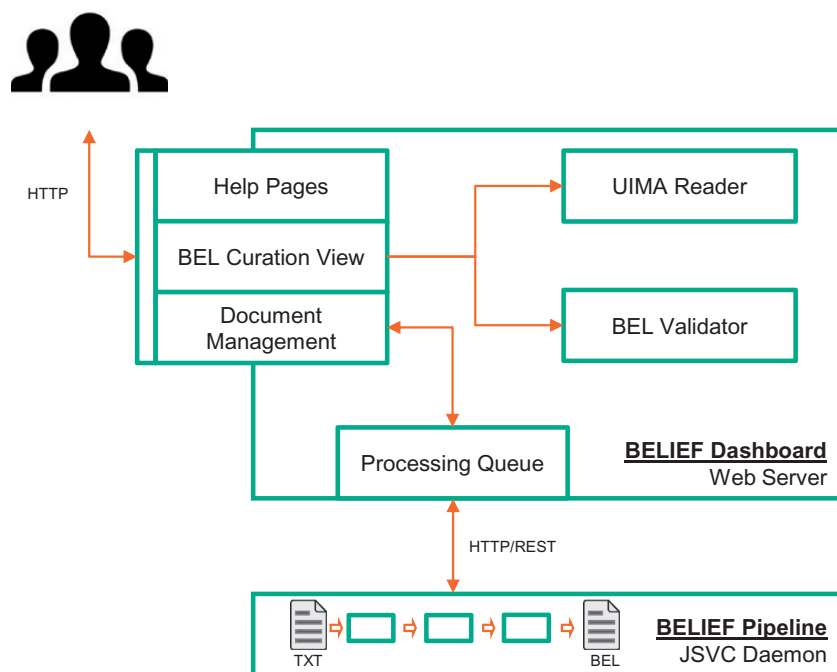 HTTP
Help Pages
BEL Curation View
Document
Management
UIMA Reader
BEL Validator
Processing Queue
BELIEF Dashboard
Web Server
HTTP/REST
TXT
BEL
BELIEF Pipeline
JSVC Daemon